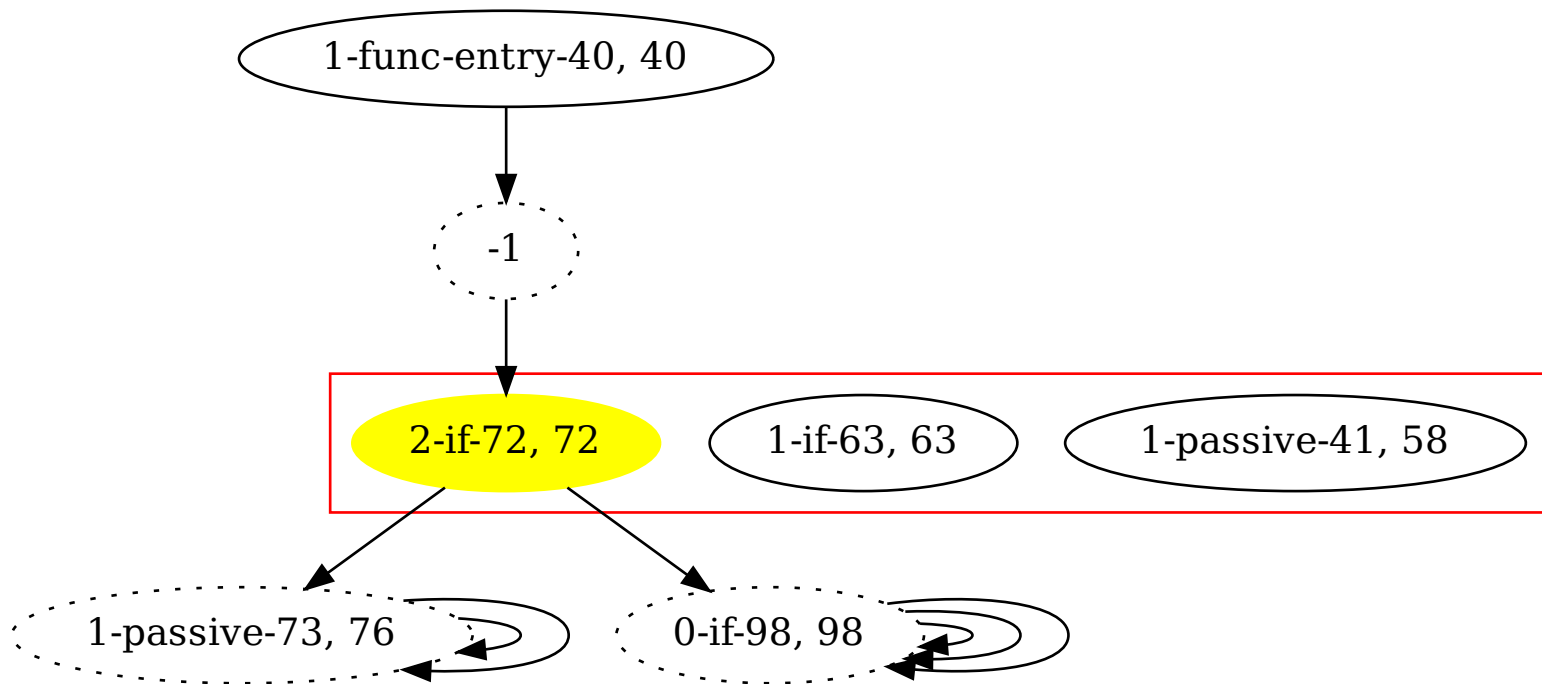 1-func-entry-40, 40
-1
2-if-72, 72
1-if-63, 63
1-passive-41, 58
1-passive-73, 76
0-if-98, 98